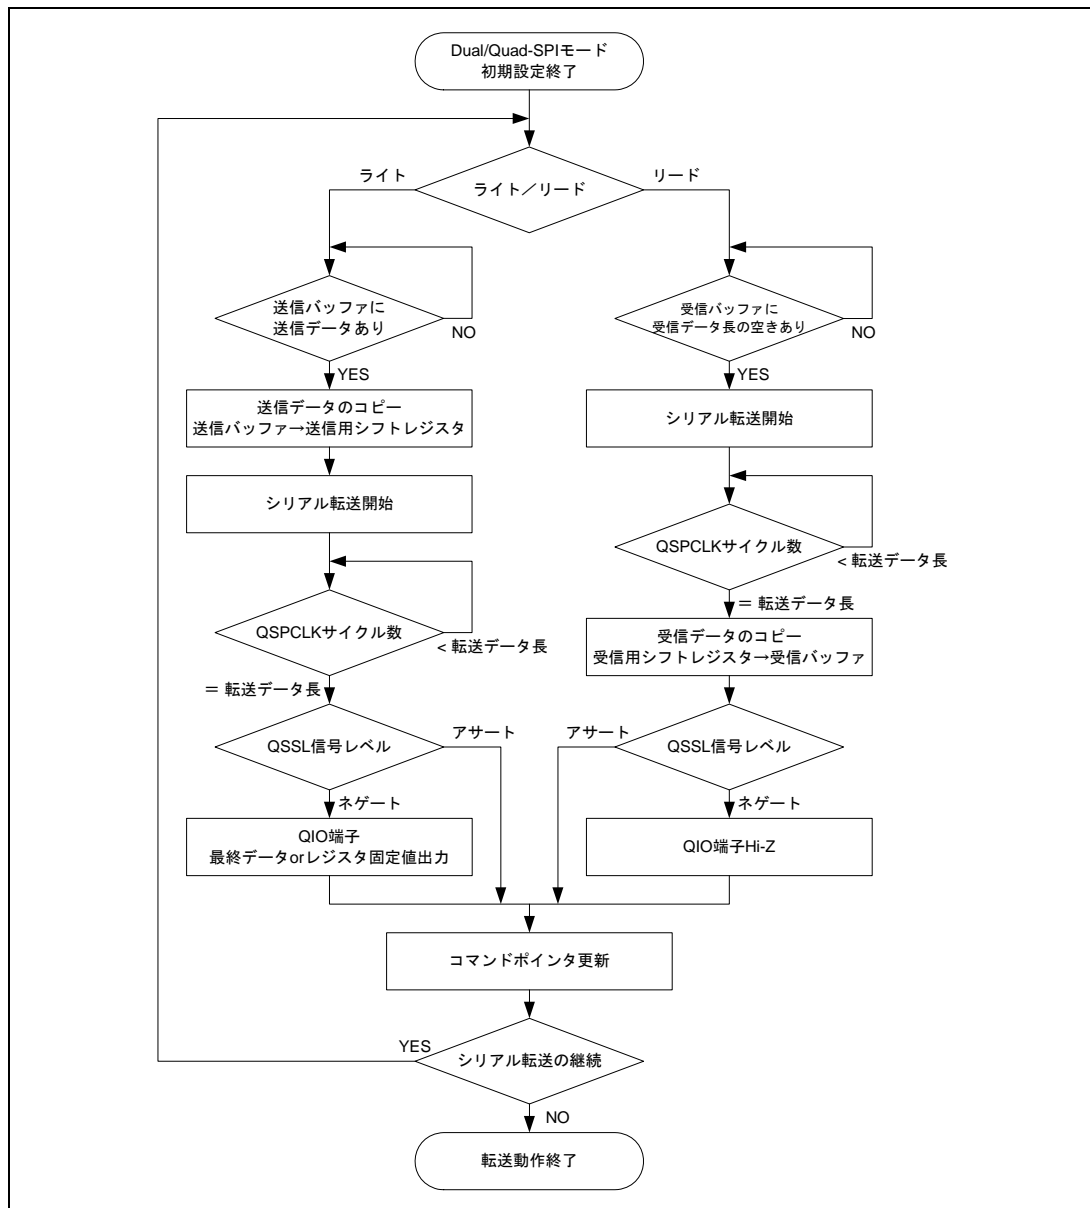 Dual/Quad-SPIモード
初期設定終了
ライト
リード
ライト／リード
送信バッファに
送信データあり
NO
YES
受信バッファに
受信データ長の空きあり
NO
YES
送信データのコピー
送信バッファ→送信用シフトレジスタ
シリアル転送開始
シリアル転送開始
QSPCLKサイクル数
< 転送データ長
＝ 転送データ長
QSPCLKサイクル数
< 転送データ長
＝ 転送データ長
受信データのコピー
受信用シフトレジスタ→受信バッファ
QSSL信号レベル
アサート
ネゲート
アサート
QSSL信号レベル
ネゲート
QIO端子
最終データorレジスタ固定値出力
QIO端子Hi-Z
コマンドポインタ更新
YES
シリアル転送の継続
NO
転送動作終了